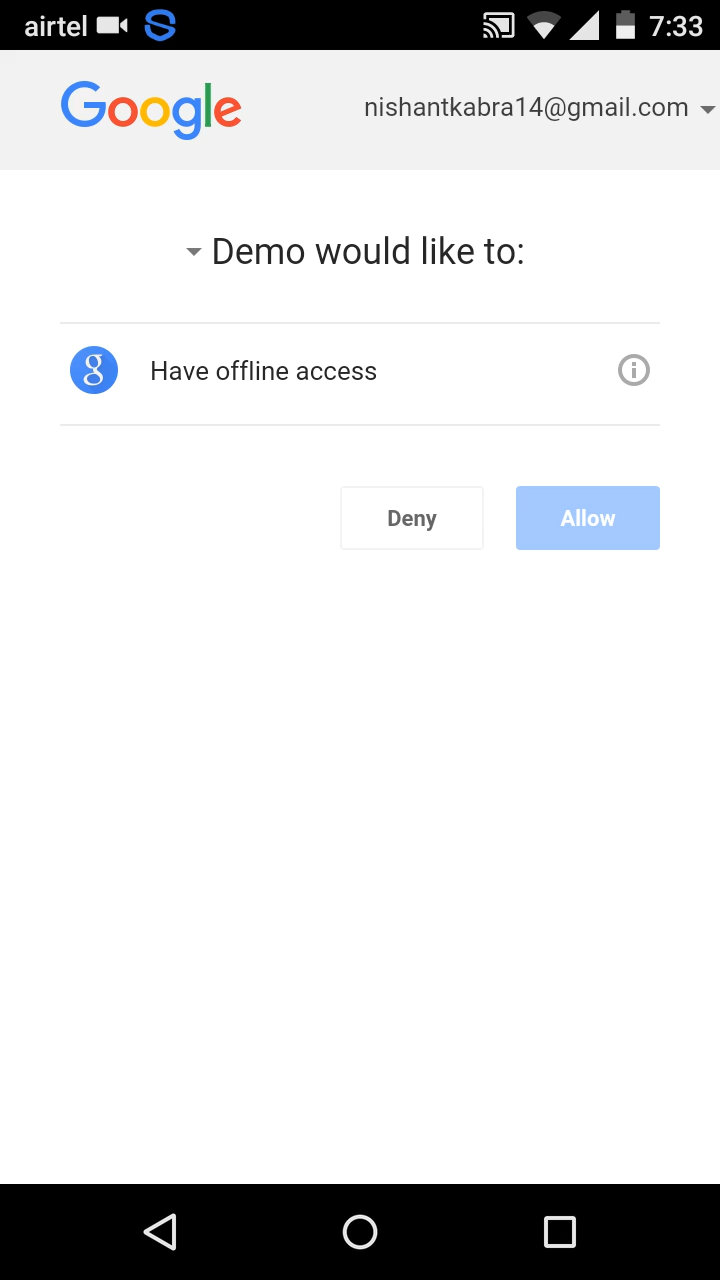 airtel 7:33
Google nishantkabra14@gmail.com
Demo would like to:
g Have offline access
Deny Allow